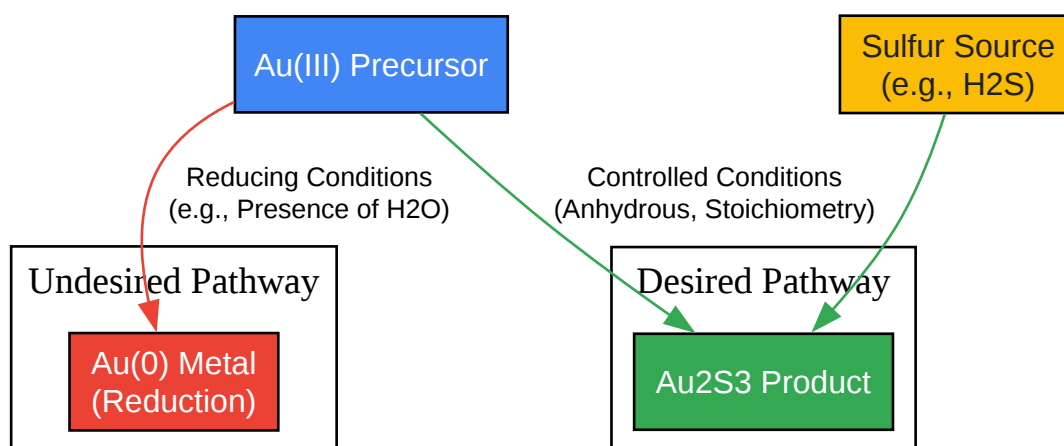 Au(III) Precursor
Sulfur Source
(e.g., H2S)
Reducing Conditions
(e.g., Presence of H2O)
Controlled Conditions
(Anhydrous, Stoichiometry)
Undesired Pathway
Desired Pathway
Au(0) Metal
(Reduction)
Au2S3 Product